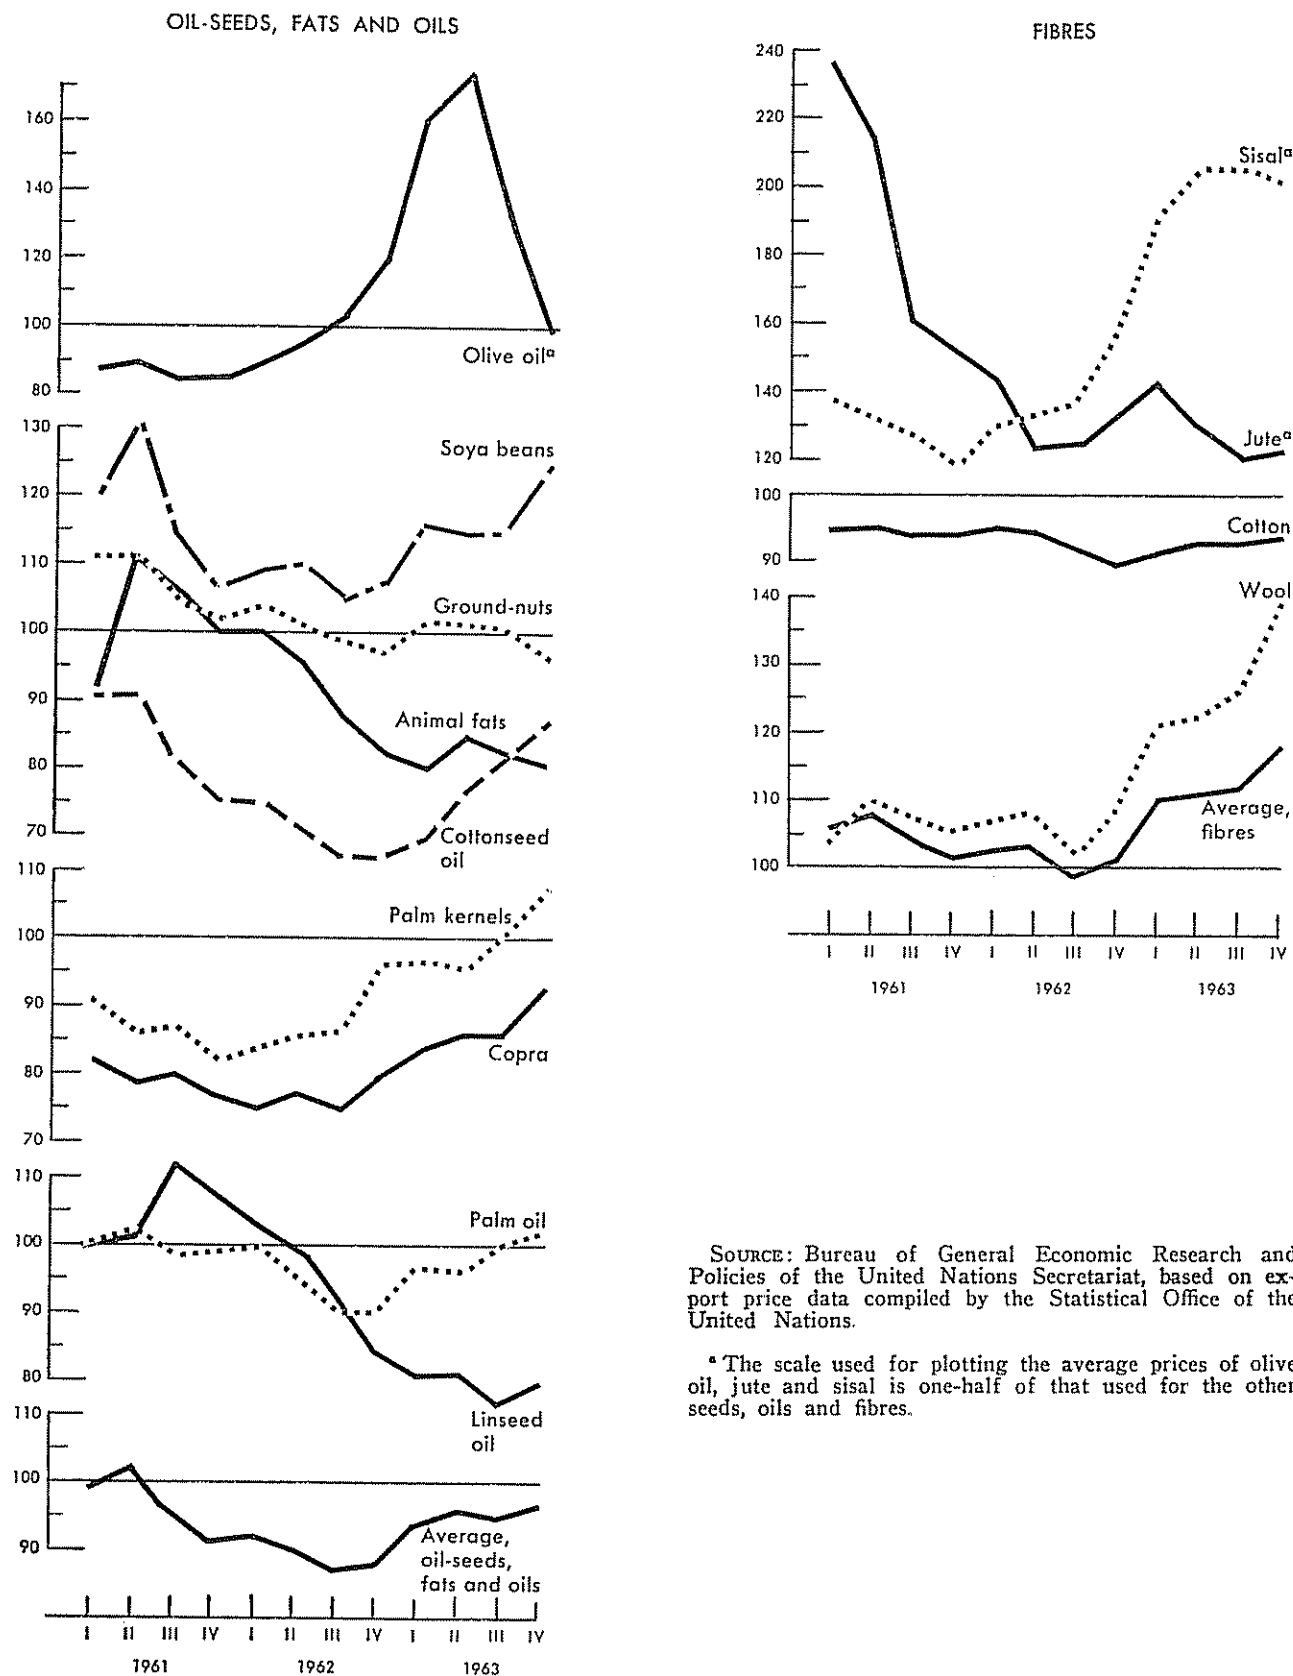 OIL-SEEDS, FATS AND OILS
160
140
120
100
80
Olive oilª
130
120
110
100
90
80
70
Soya beans
Ground-nuts
Animal fats
Cottonseed
oil
110
100
90
80
70
Palm kernels
Copra
110
100
90
80
Palm oil
Linseed
oil
110
100
90
Average,
oil-seeds,
fats and oils
I II III IV I II III IV I II III IV
1961 1962 1963
FIBRES
240
220
200
180
160
140
120
Sisalª
Juteª
100
90
Cotton
140
130
120
110
100
Wool
Average,
fibres
I II III IV I II III IV I II III IV
1961 1962 1963
SOURCE: Bureau of General Economic Research and
Policies of the United Nations Secretariat, based on ex-
port price data compiled by the Statistical Office of the
United Nations.
ª The scale used for plotting the average prices of olive
oil, jute and sisal is one-half of that used for the other
seeds, oils and fibres.